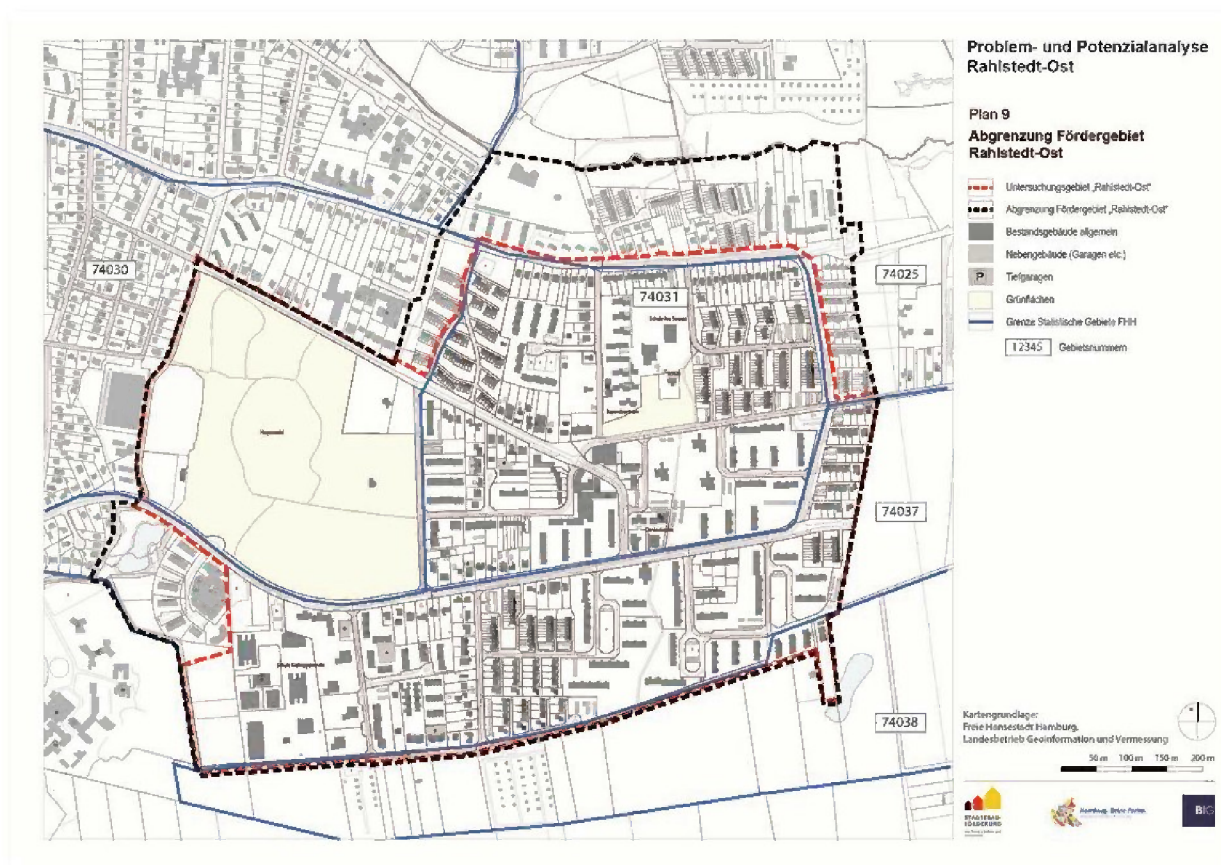 Problem- und Potenzialanalyse
Rahlstedt-Ost
Plan 9
Abgrenzung Fördergebiet
Rahlstedt-Ost
Untersuchungsgebiet „Rahlstedt-Ost"
Abgrenzung Fördergebiet „Rahlstedt-Ost"
Bestandsgebäude allgemein
Nebengebäude (Garagen etc.)
P Tiefgaragen
Grünflächen
Grenze Statistische Gebiete FHH
12345 Gebietsnummern
74030
74031
74025
74037
74038
Kartengrundlage:
Freie Hansestadt Hamburg,
Landesbetrieb Geoinformation und Vermessung
50 m 100 m 150 m 200 m
STÄDTEBAU-
FÖRDERUNG
BIG